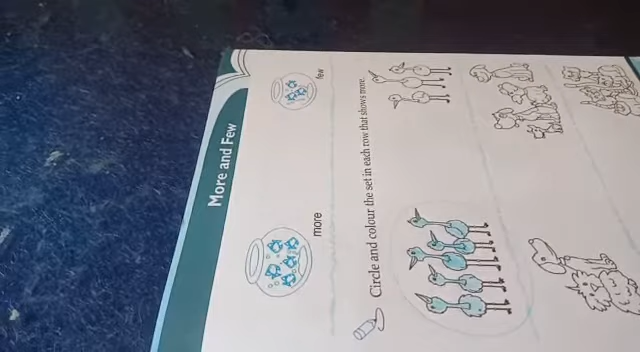 More and Few
more
few
Circle and colour the set in each row that shows more.